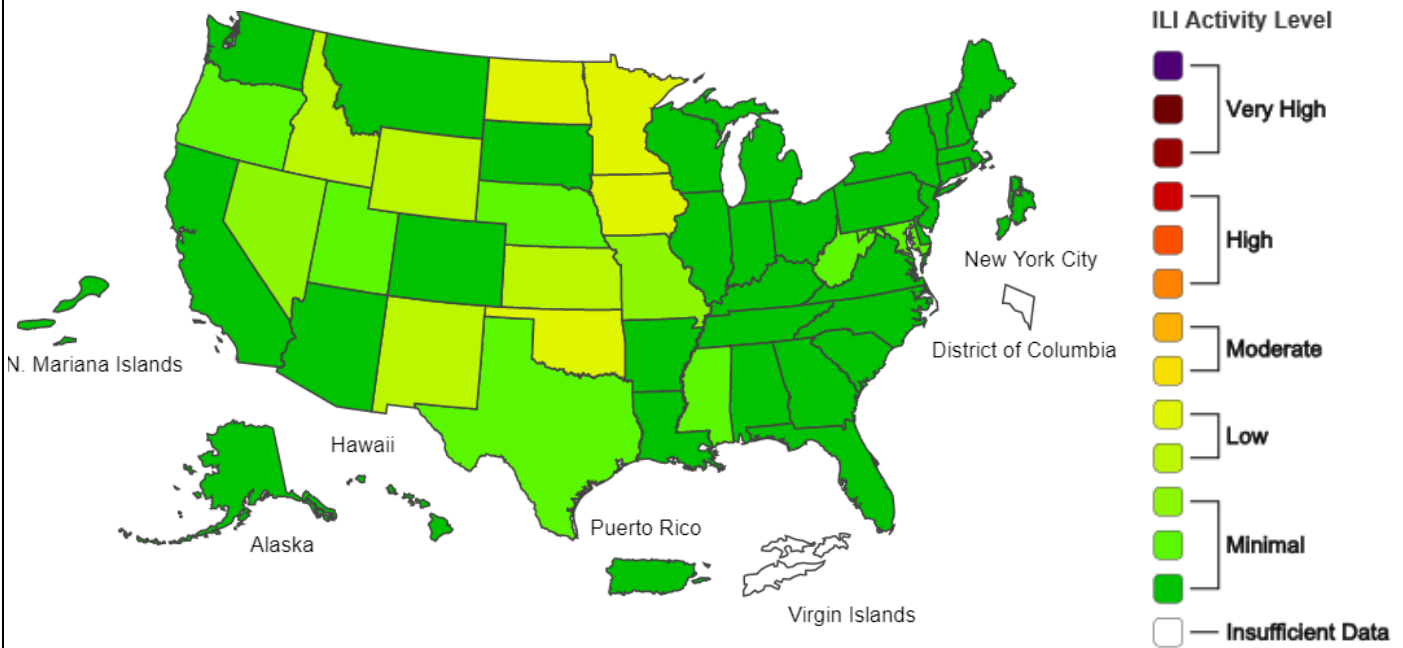 ILI Activity Level
Very High
High
New York City
Moderate
District of Columbia
N. Mariana Islands
Low
Hawaii
Puerto Rico
Alaska
Minimal
Virgin Islands
Insufficient Data